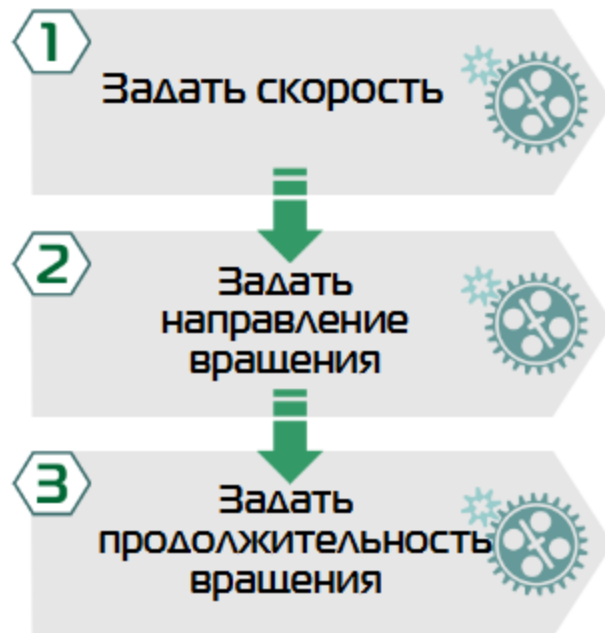 1
Задать скорость
2
Задать
направление
вращения
3
Задать
продолжительность
вращения